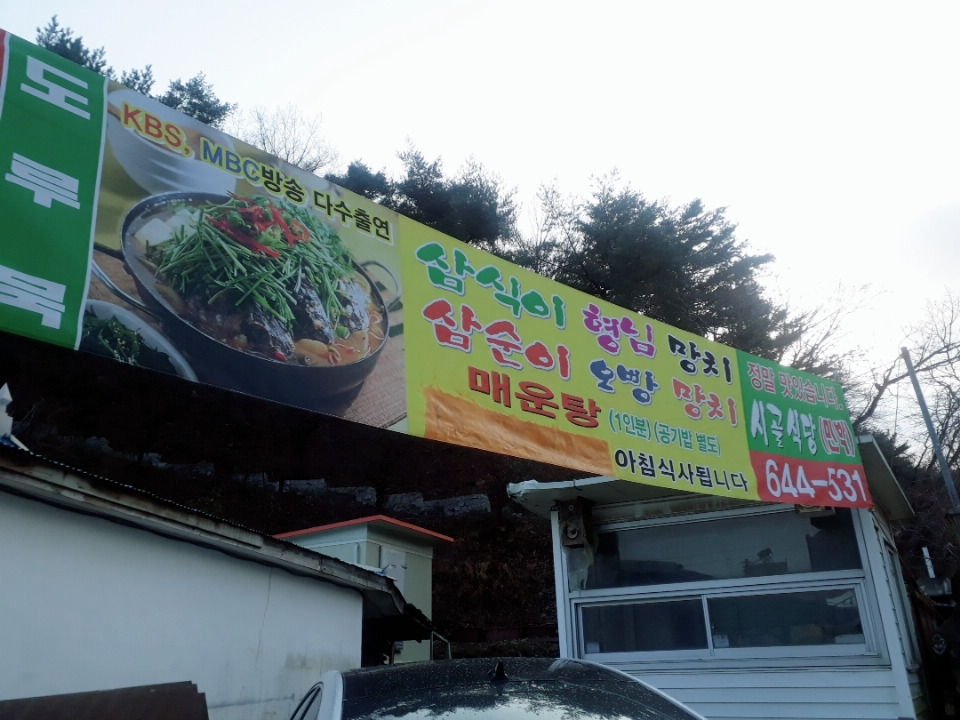 도루묵
KBS, MBC방송 다수출연
삼식이 형님 망치
삼순이 오빵 망치
매운탕
(1인분) (공기밥 별도)
아침식사됩니다
정말 맛있습니다.
시골식당(민박)
644-531